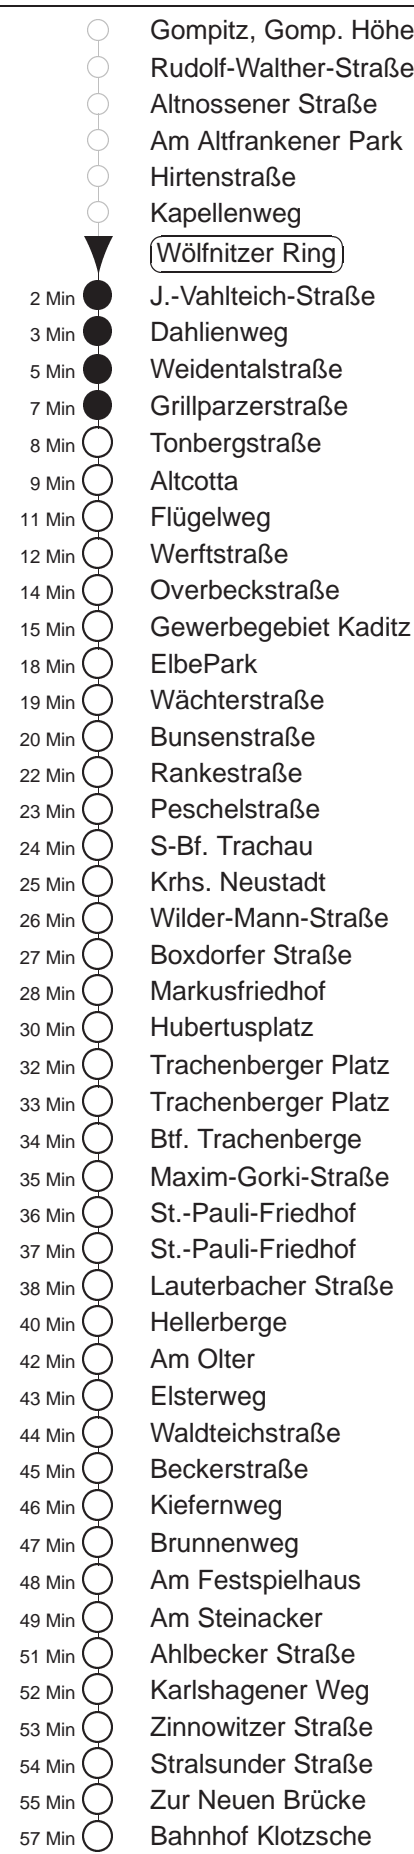 Gompitz, Gomp. Höhe
Rudolf-Walther-Straße
Altnossener Straße
Am Altfrankener Park
Hirtenstraße
Kapellenweg
Wölfnitzer Ring
2 Min J.-Vahlteich-Straße
3 Min Dahlienweg
5 Min Weidentalstraße
7 Min Grillparzerstraße
8 Min Tonbergstraße
9 Min Altcotta
11 Min Flügelweg
12 Min Werftstraße
14 Min Overbeckstraße
15 Min Gewerbegebiet Kaditz
18 Min ElbePark
19 Min Wächterstraße
20 Min Bunsenstraße
22 Min Rankestraße
23 Min Peschelstraße
24 Min S-Bf. Trachau
25 Min Krhs. Neustadt
26 Min Wilder-Mann-Straße
27 Min Boxdorfer Straße
28 Min Markusfriedhof
30 Min Hubertusplatz
32 Min Trachenberger Platz
33 Min Trachenberger Platz
34 Min Btf. Trachenberge
35 Min Maxim-Gorki-Straße
36 Min St.-Pauli-Friedhof
37 Min St.-Pauli-Friedhof
38 Min Lauterbacher Straße
40 Min Hellerberge
42 Min Am Olter
43 Min Elsterweg
44 Min Waldteichstraße
45 Min Beckerstraße
46 Min Kiefernweg
47 Min Brunnenweg
48 Min Am Festspielhaus
49 Min Am Steinacker
51 Min Ahlbecker Straße
52 Min Karlshagener Weg
53 Min Zinnowitzer Straße
54 Min Stralsunder Straße
55 Min Zur Neuen Brücke
57 Min Bahnhof Klotzsche